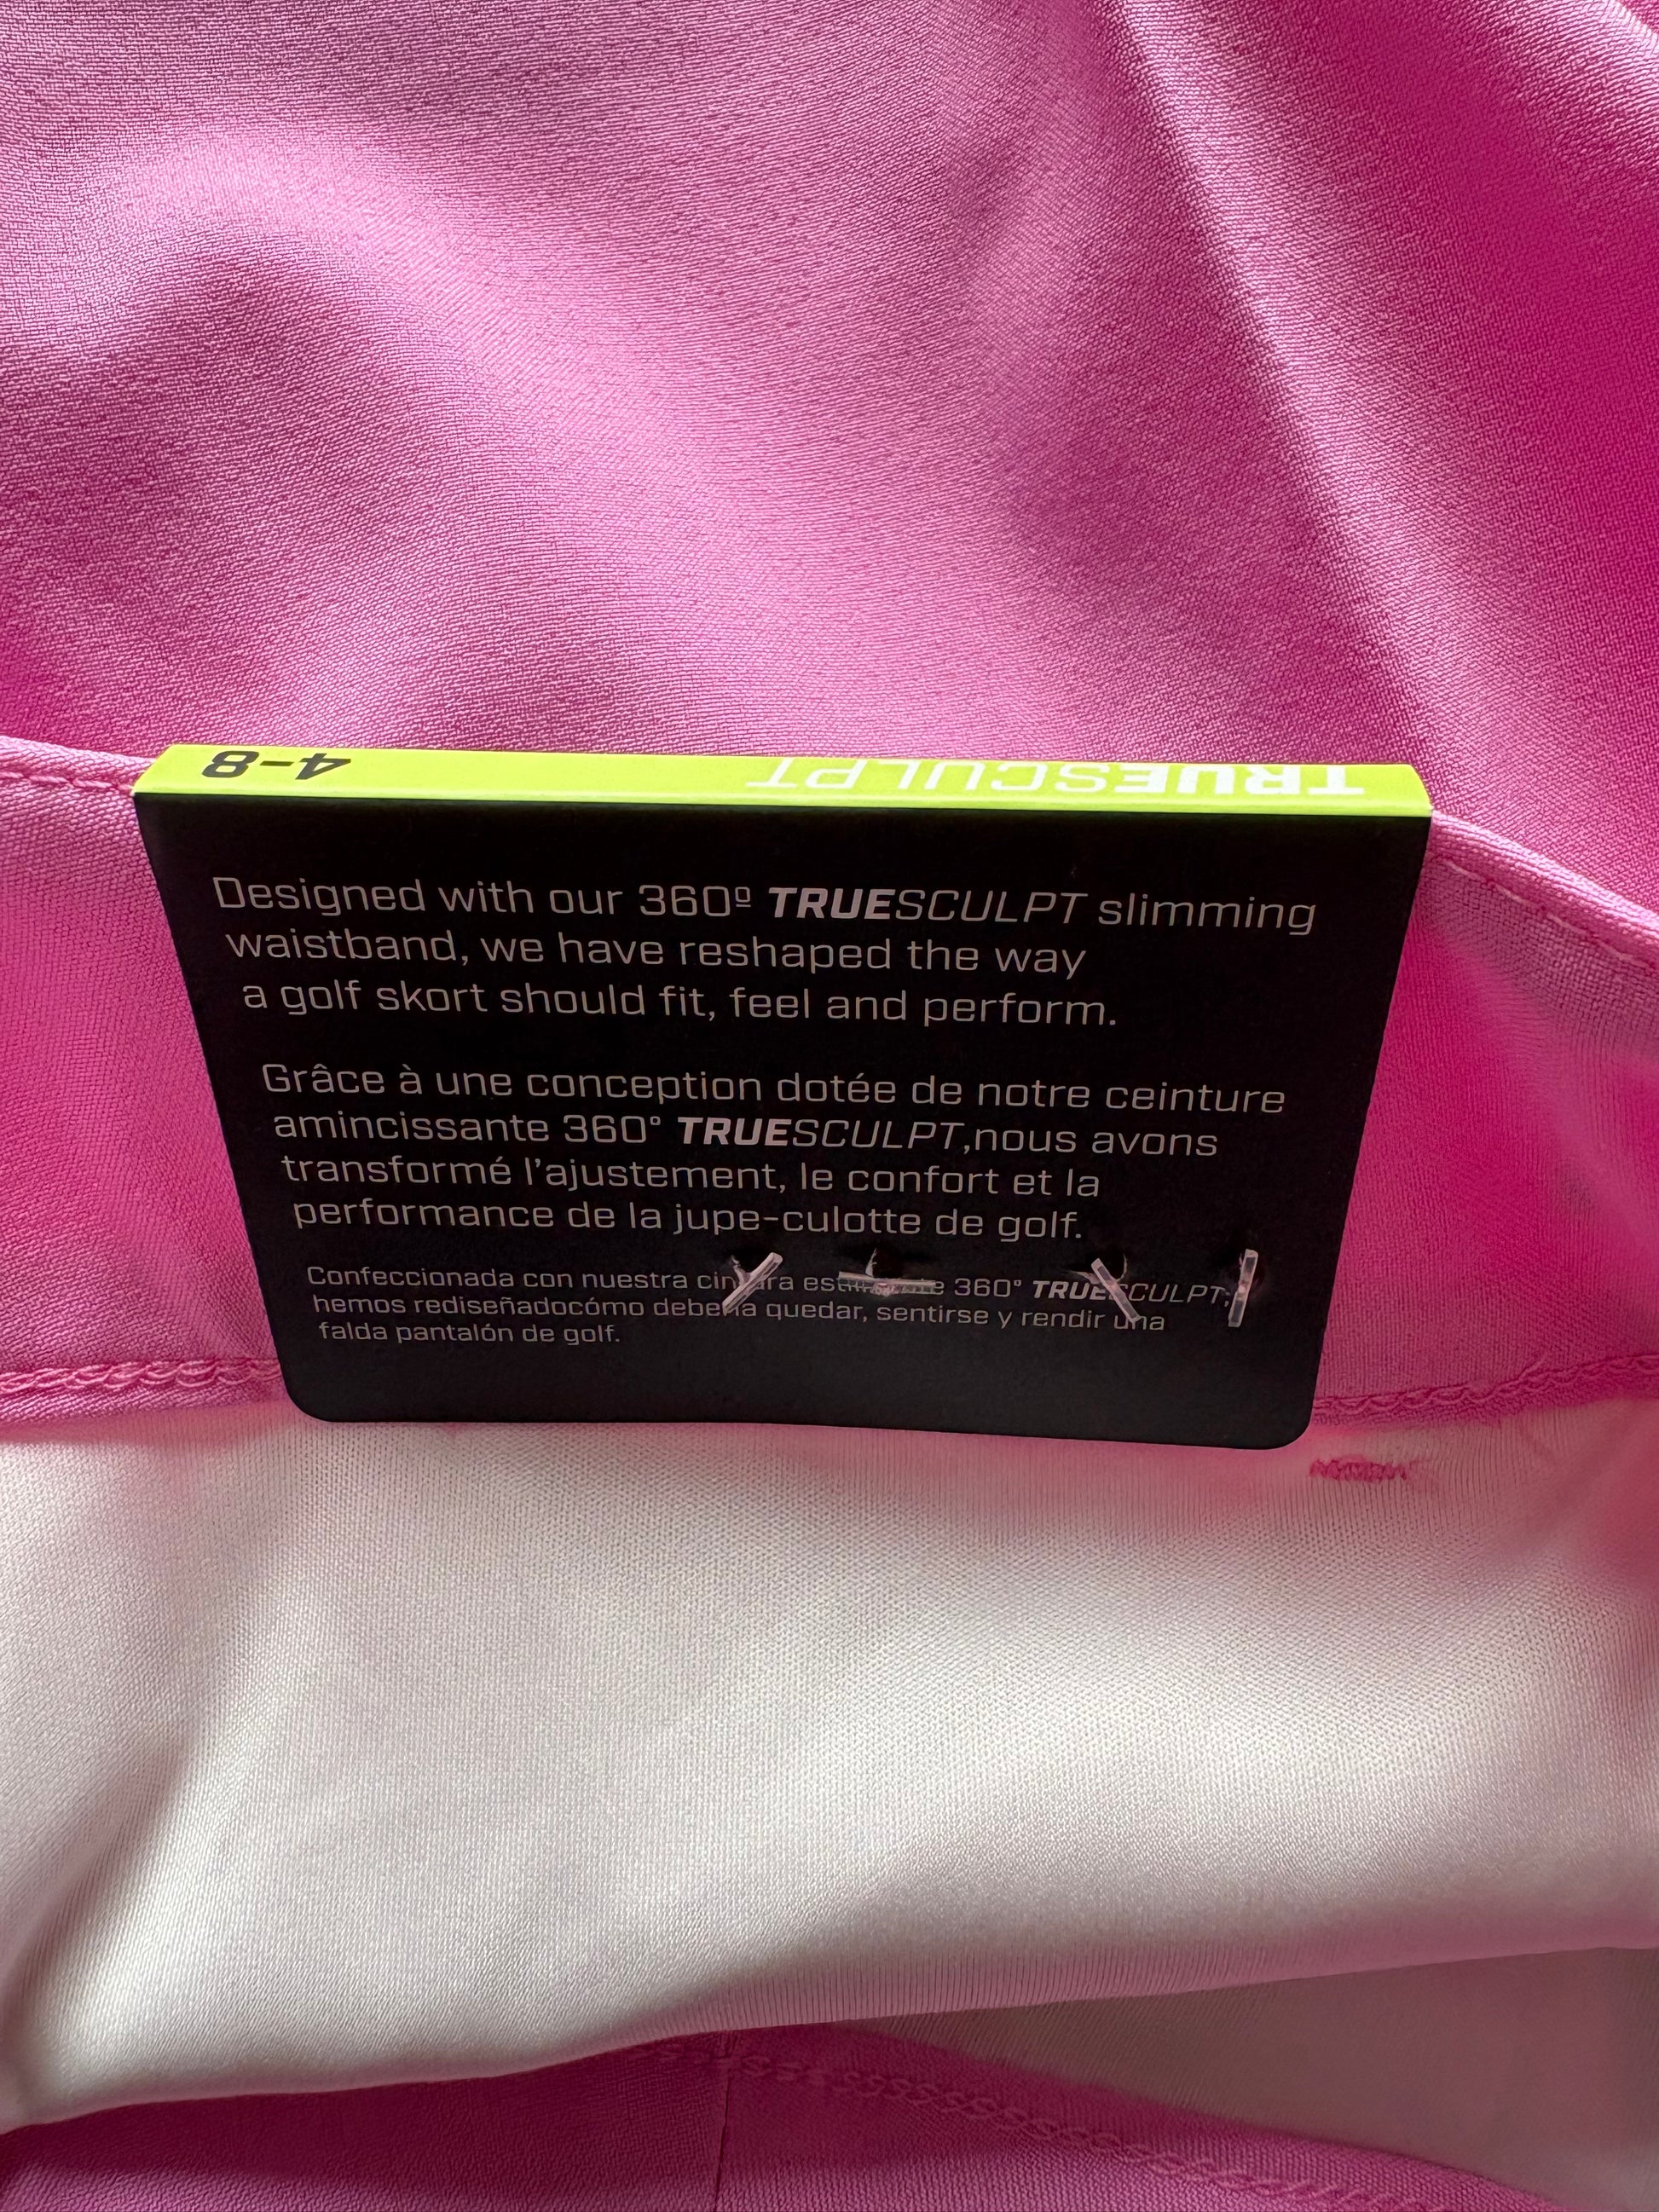 4-8 TRUESCULPT
Designed with our 360º TRUESCULPT slimming
waistband, we have reshaped the way
a golf skort should fit, feel and perform.
Grâce à une conception dotée de notre ceinture
amincissante 360° TRUESCULPT,nous avons
transformé l'ajustement, le confort et la
performance de la jupe-culotte de golf.
Confeccionada con nuestra 360° TRUESCULPT,
hemos rediseñadocómo debería quedar, sentirse y rendir una
falda pantalón de golf.